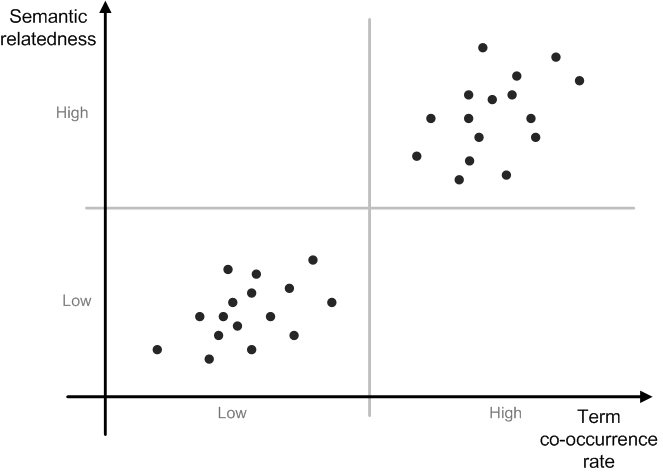 Semantic
relatedness
High
Low
Low
High
Term
co-occurrence
rate